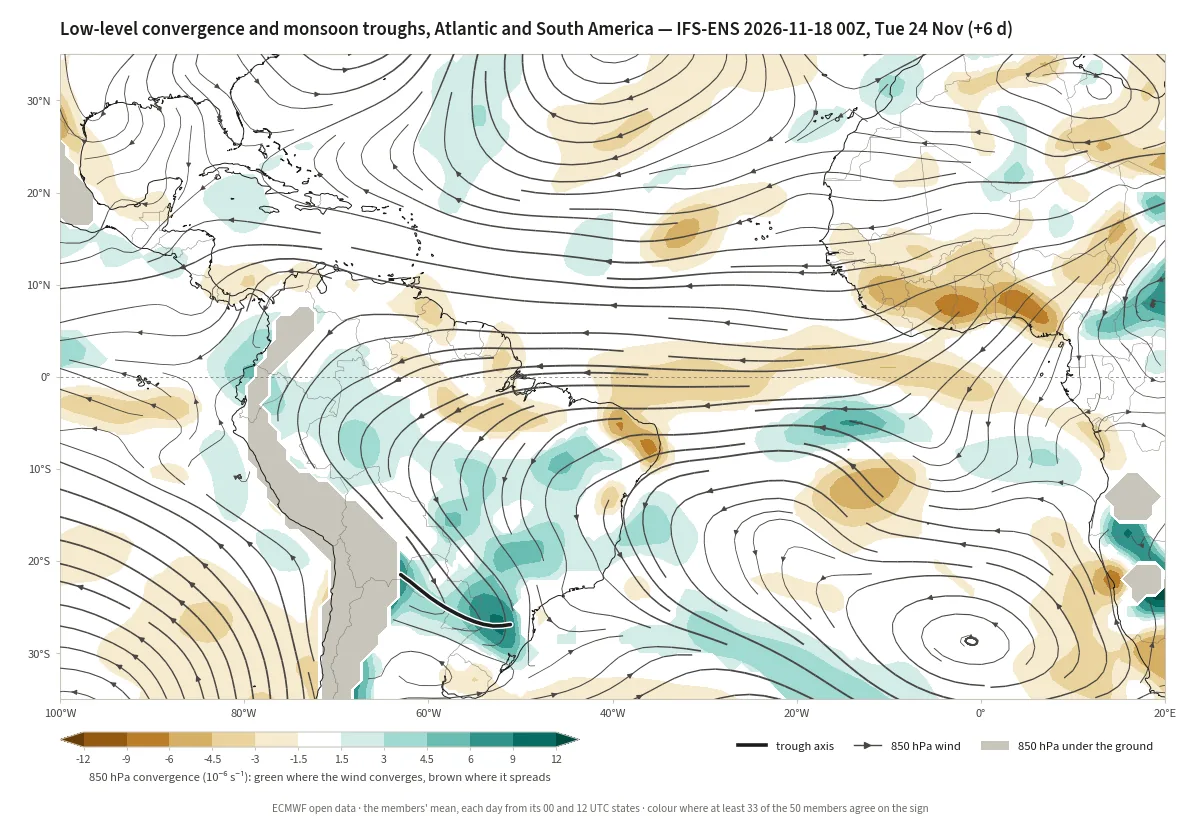 Low-level convergence and monsoon troughs, Atlantic and South America — IFS-ENS 2026-11-18 00Z, Tue 24 Nov (+6 d)
30°N
20°N
10°N
0°
10°S
20°S
30°S
100°W 80°W 60°W 40°W 20°W 0° 20°E
-12 -9 -6 -4.5 -3 -1.5 1.5 3 4.5 6 9 12
850 hPa convergence (10⁻⁶ s⁻¹): green where the wind converges, brown where it spreads
trough axis 850 hPa wind 850 hPa under the ground
ECMWF open data · the members' mean, each day from its 00 and 12 UTC states · colour where at least 33 of the 50 members agree on the sign